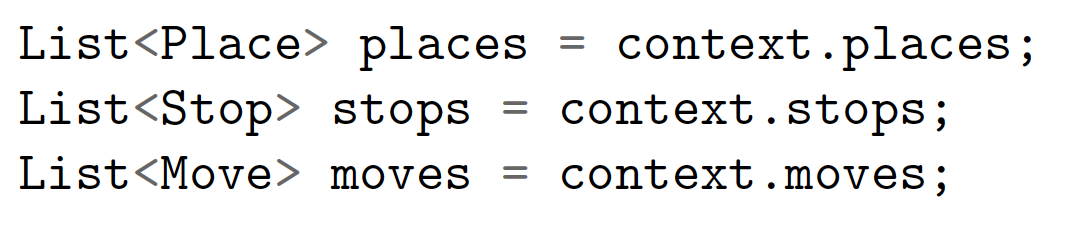 List<Place> places = context.places;
List<Stop> stops = context.stops;
List<Move> moves = context.moves;